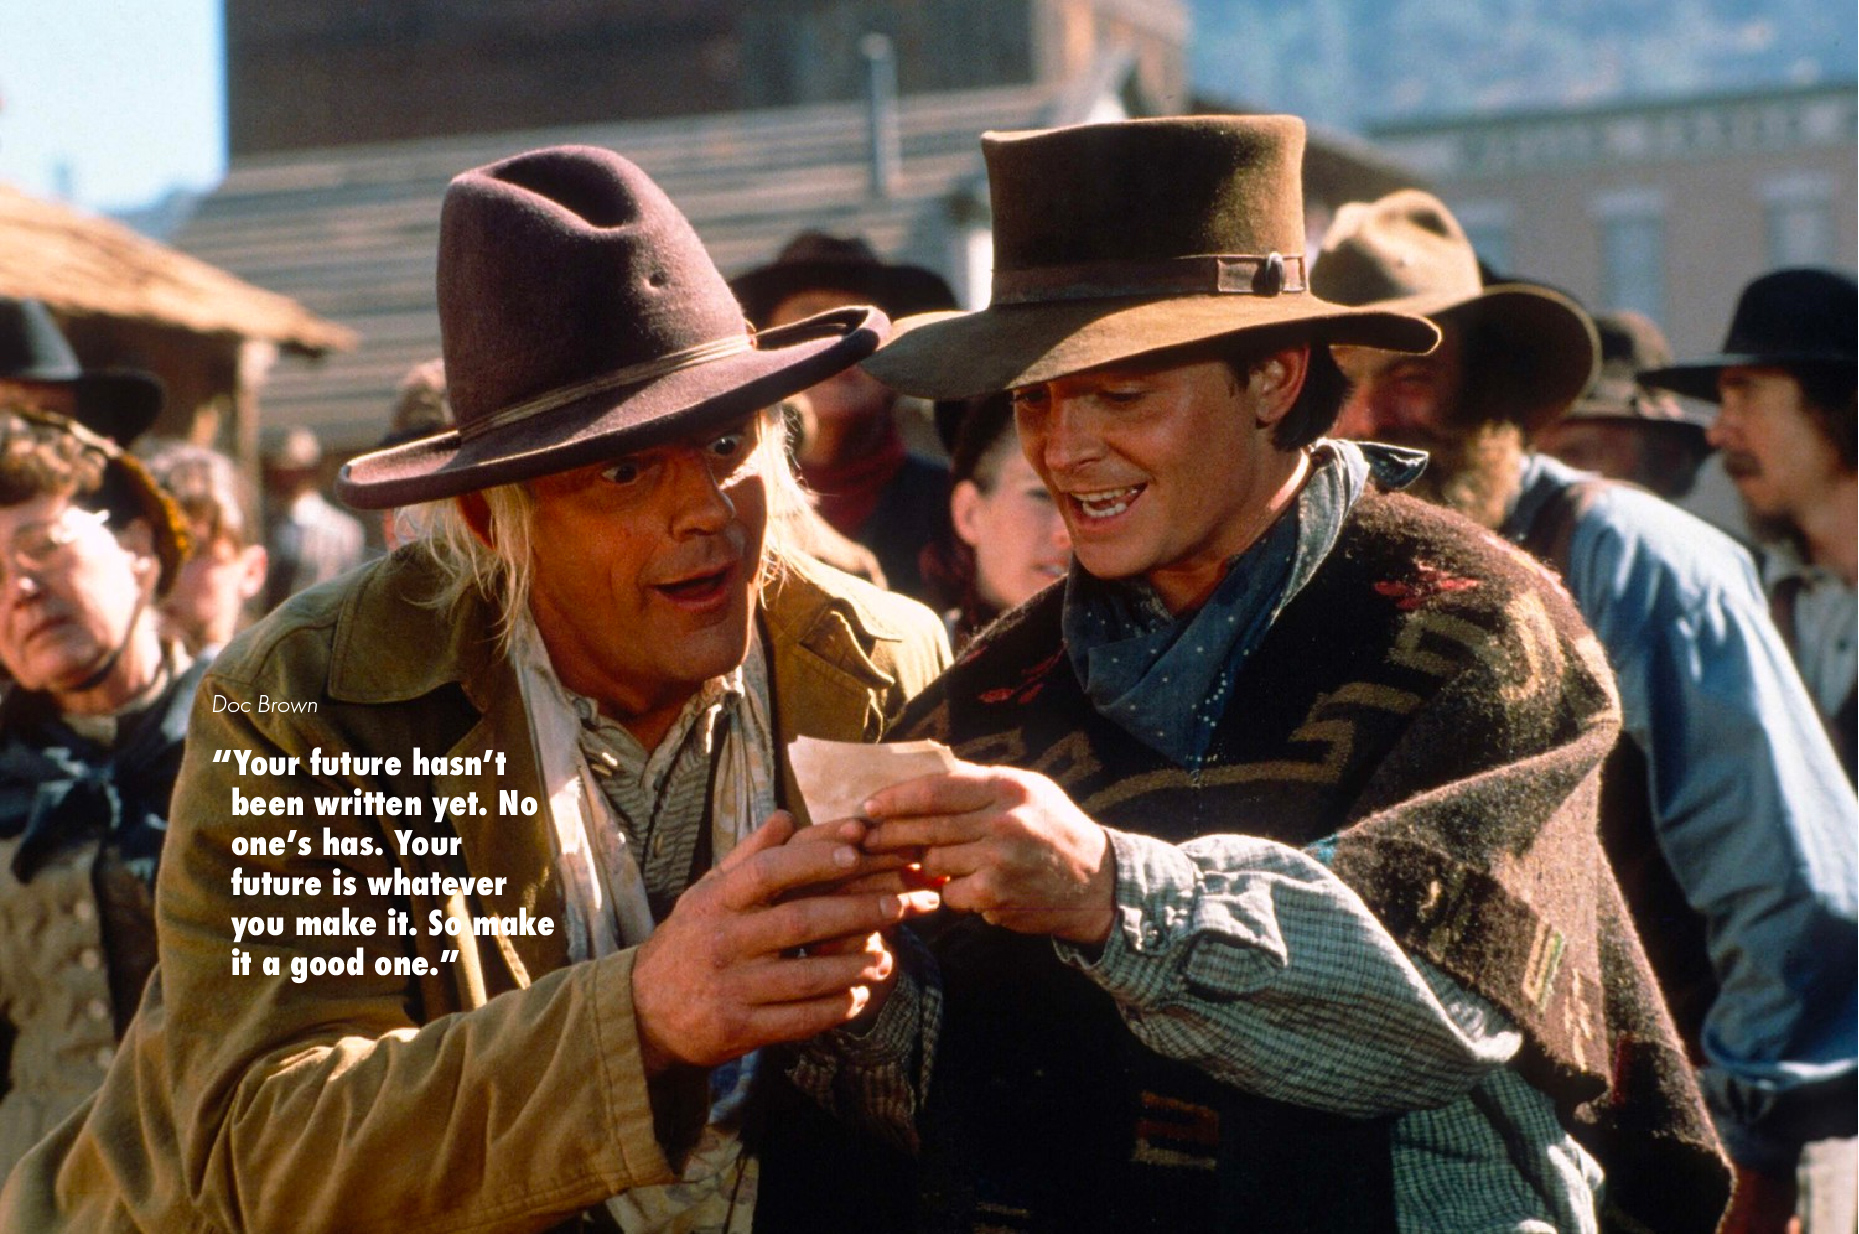 Doc Brown
“Your future hasn’t
been written yet. No
one’s has. Your
future is whatever
you make it. So make
it a good one.”